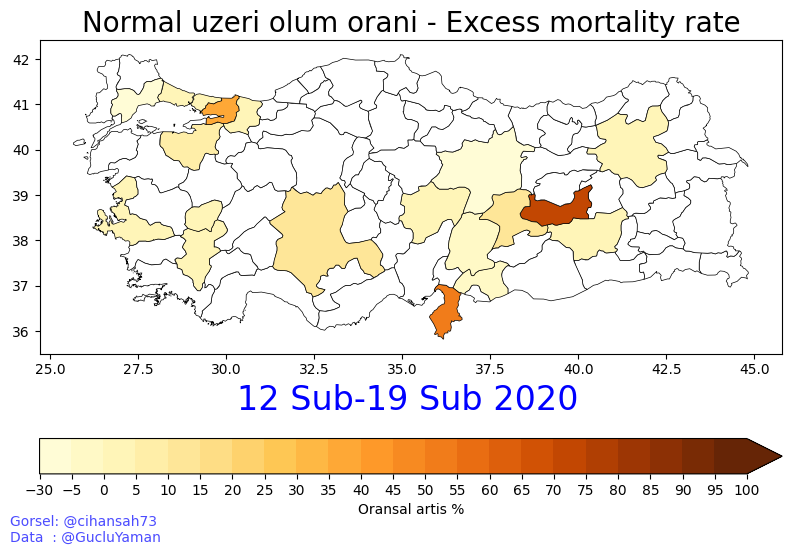 Normal uzeri olum orani - Excess mortality rate
42
41
40
39
38
37
36
25.0 27.5 30.0 32.5 35.0 37.5 40.0 42.5 45.0
12 Sub-19 Sub 2020
−30 −5 0 5 10 15 20 25 30 35 40 45 50 55 60 65 70 75 80 85 90 95 100
Oransal artis %
Gorsel: @cihansah73
Data : @GucluYaman